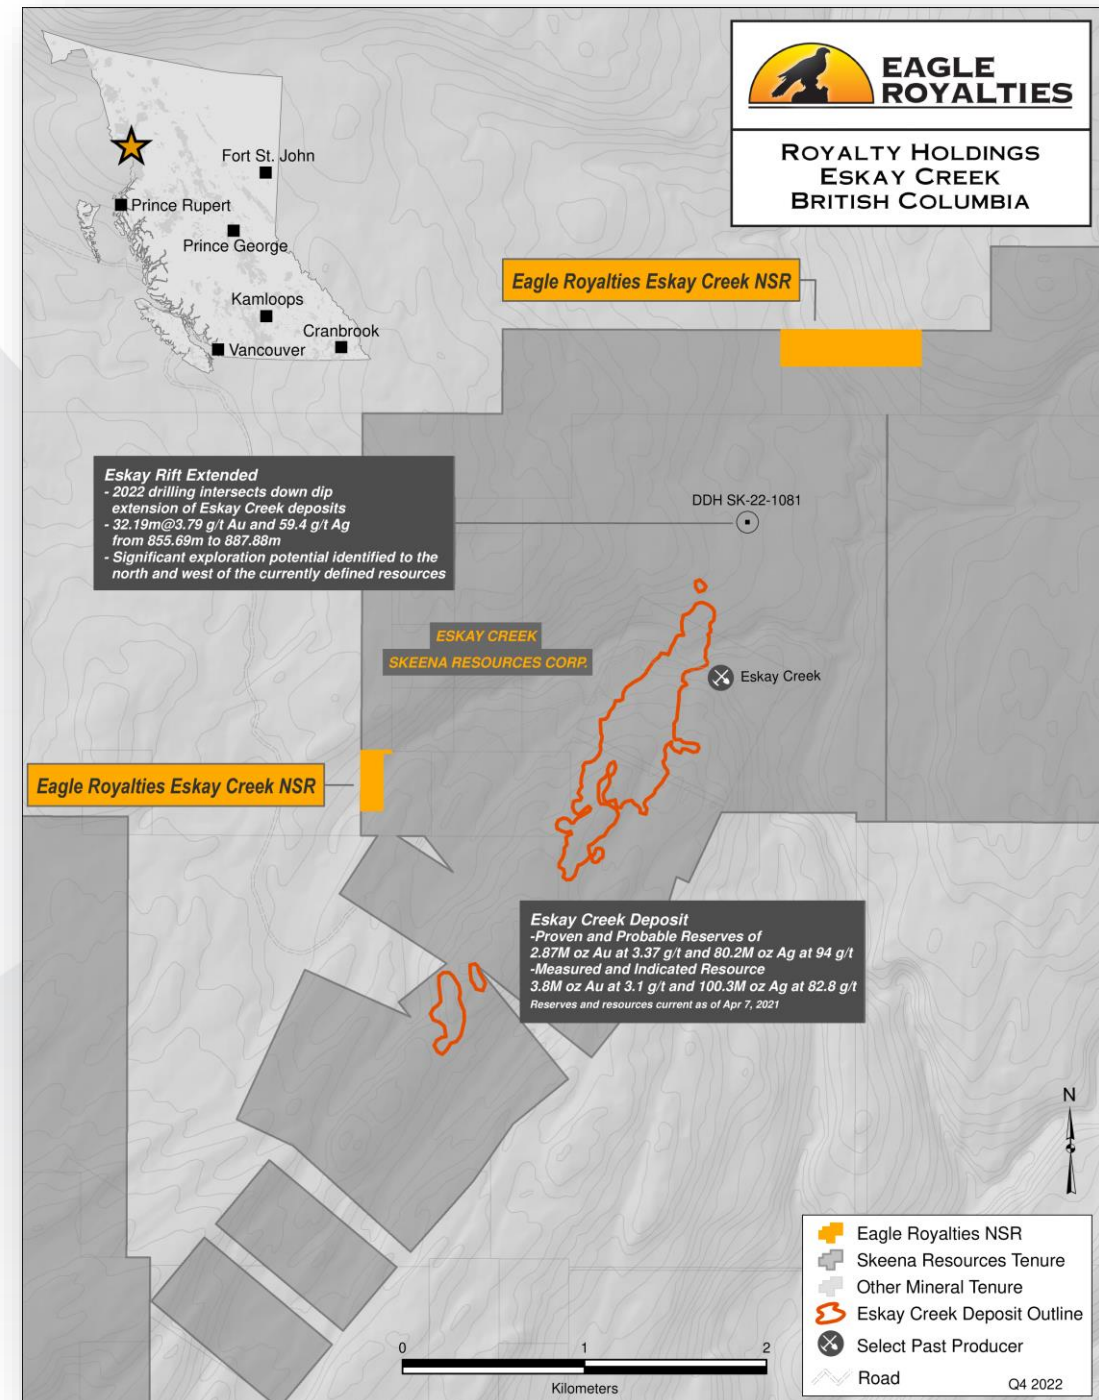 EAGLE
ROYALTIES
ROYALTY HOLDINGS
ESKAY CREEK
BRITISH COLUMBIA
Fort St. John
Prince Rupert
Prince George
Kamloops
Cranbrook
Vancouver
Eagle Royalties Eskay Creek NSR
Eskay Rift Extended
- 2022 drilling intersects down dip
extension of Eskay Creek deposits
- 32.19m@3.79 g/t Au and 59.4 g/t Ag
from 855.69m to 887.88m
- Significant exploration potential identified to the
north and west of the currently defined resources
DDH SK-22-1081
ESKAY CREEK
SKEENA RESOURCES CORP.
Eskay Creek
Eagle Royalties Eskay Creek NSR
Eskay Creek Deposit
-Proven and Probable Reserves of
2.87M oz Au at 3.37 g/t and 80.2M oz Ag at 94 g/t
-Measured and Indicated Resource
3.8M oz Au at 3.1 g/t and 100.3M oz Ag at 82.8 g/t
Reserves and resources current as of Apr 7, 2021
N
Eagle Royalties NSR
Skeena Resources Tenure
Other Mineral Tenure
Eskay Creek Deposit Outline
Select Past Producer
Road
Q4 2022
0 1 2
Kilometers